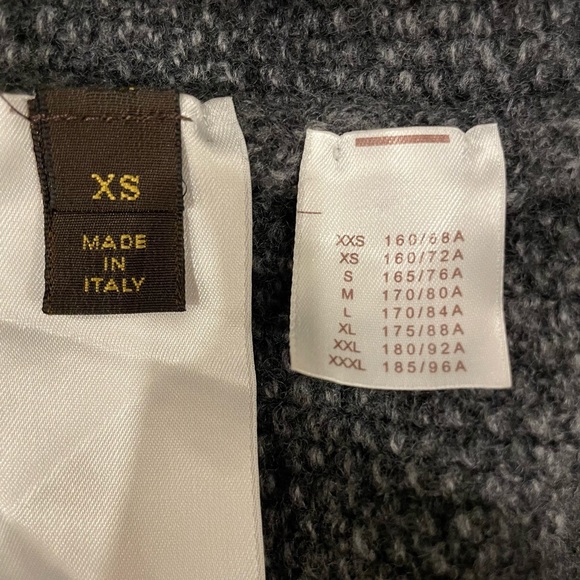 XS
MADE
IN
ITALY
XXS 160/68A
XS 160/72A
S 165/76A
M 170/80A
L 170/84A
XL 175/88A
XXL 180/92A
XXXL 185/96A